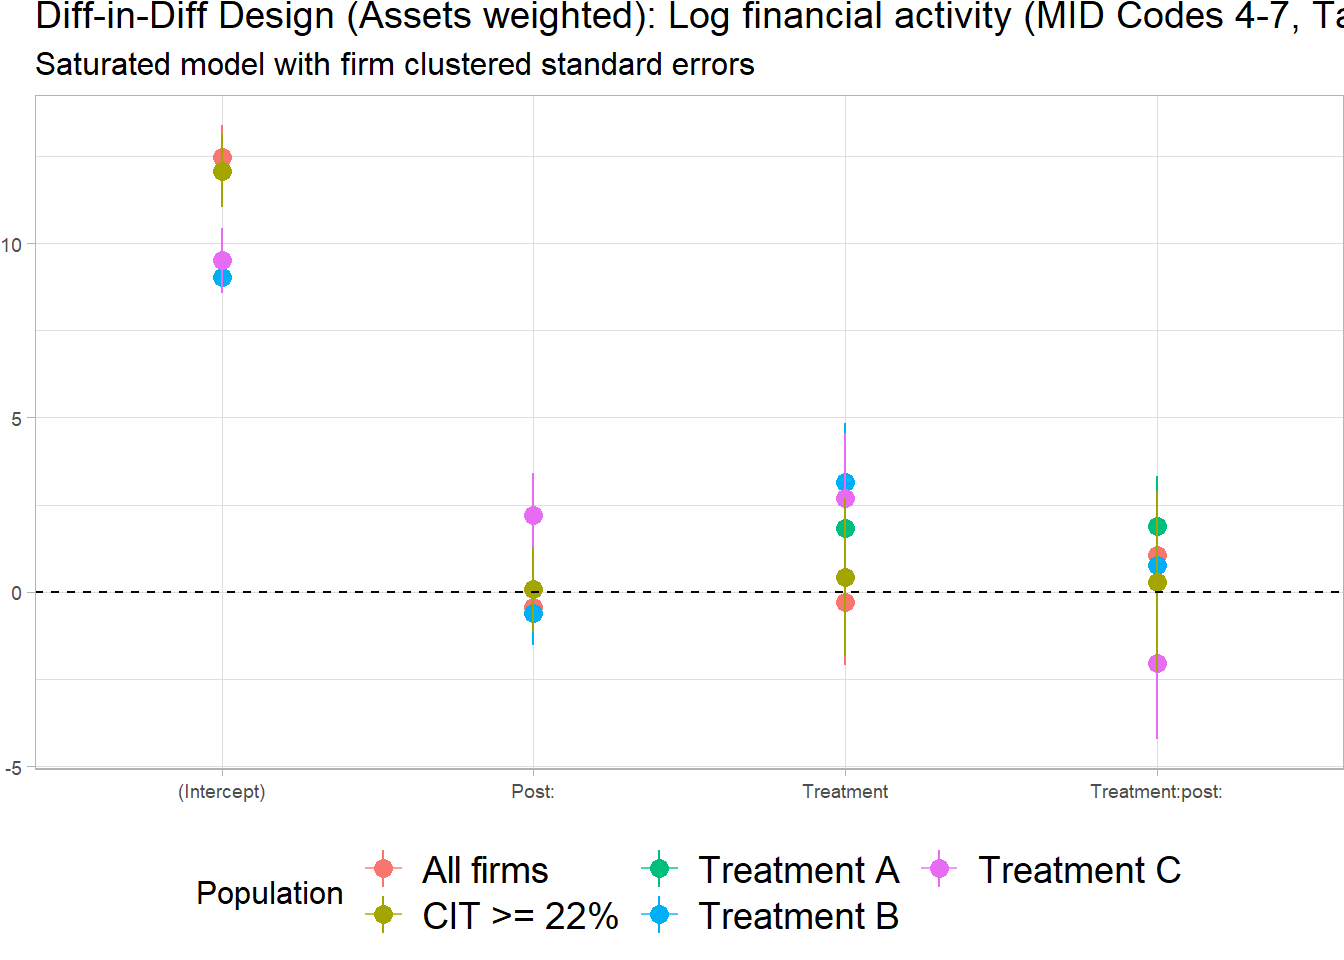 Diff-in-Diff Design (Assets weighted): Log financial activity (MID Codes 4-7, Ta
Saturated model with firm clustered standard errors
10
5
0
-5
(Intercept) Post: Treatment Treatment:post:
Population
All firms Treatment A Treatment C
CIT >= 22% Treatment B